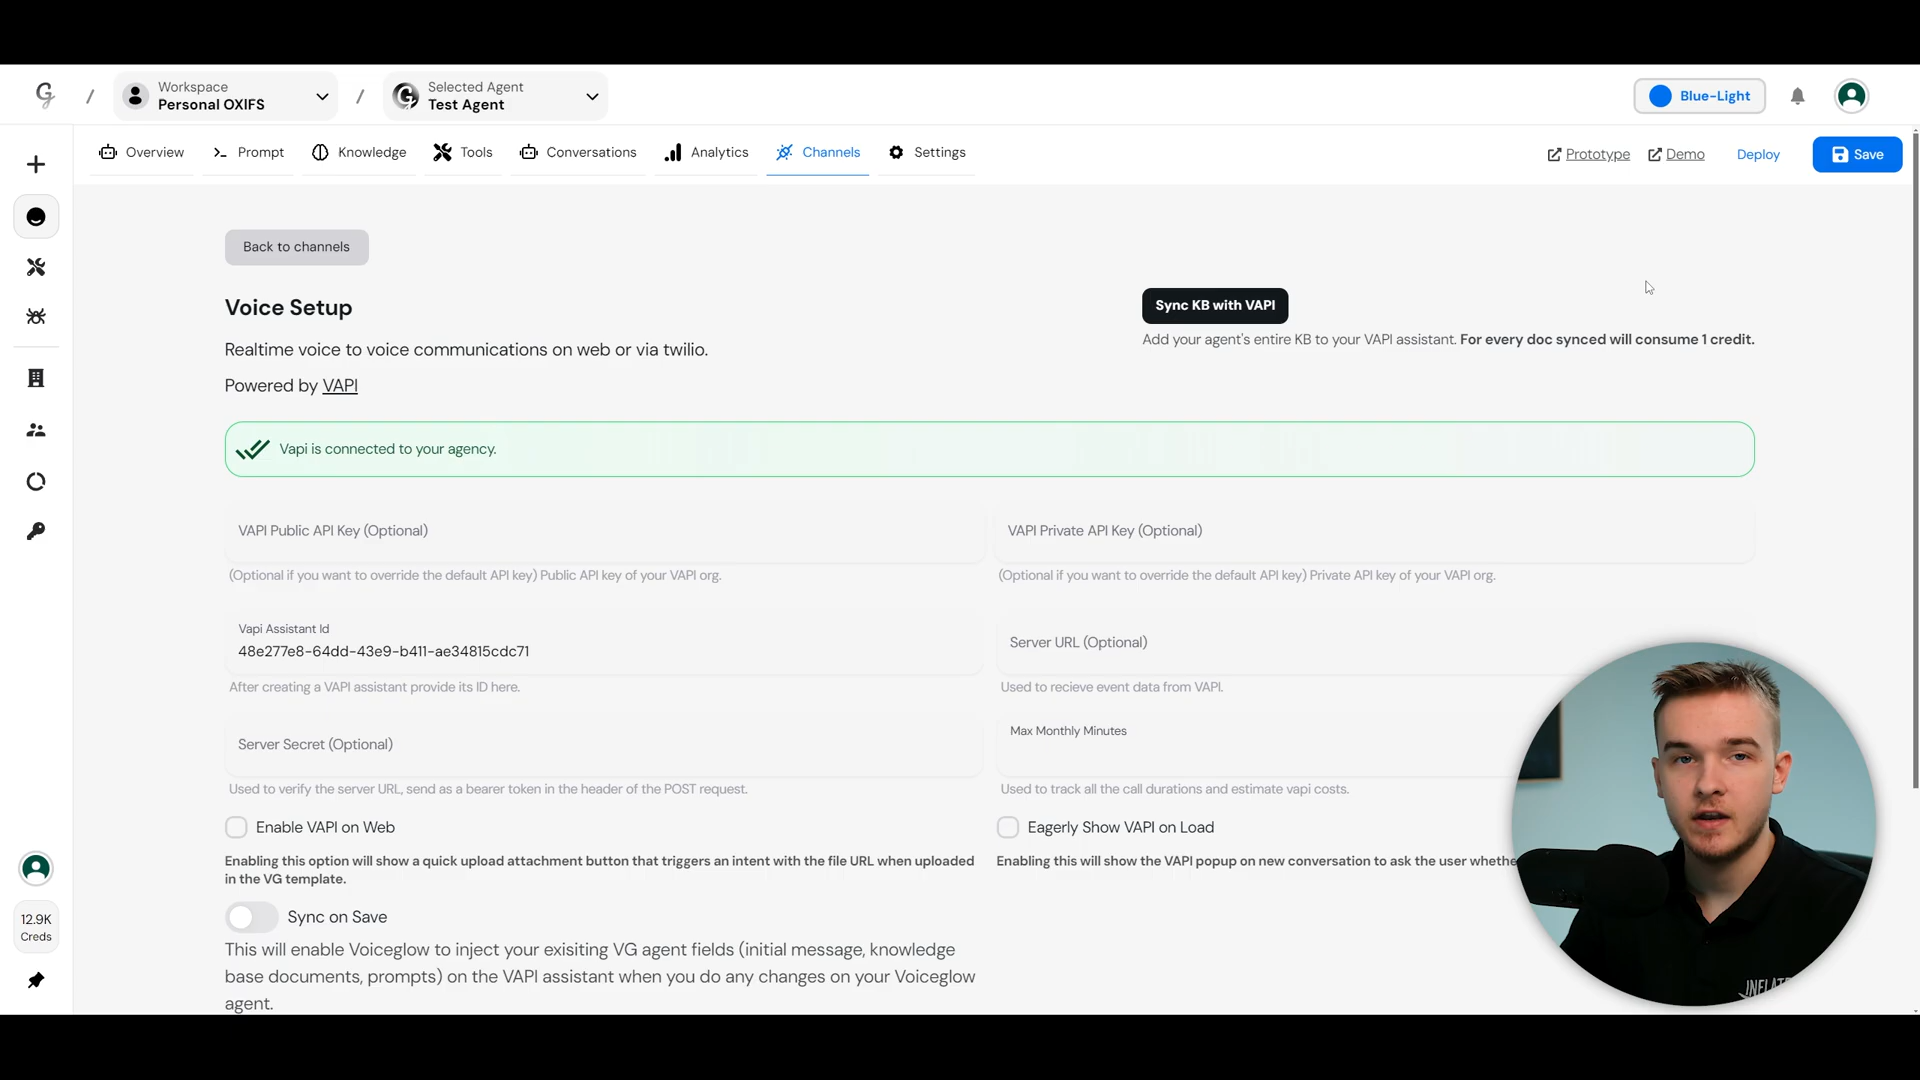 Workspace
Personal OXIFS
Selected Agent
Test Agent
Blue-Light
Overview
Prompt
Knowledge
Tools
Conversations
Analytics
Channels
Settings
Prototype
Demo
Deploy
Save
Back to channels
Voice Setup
Realtime voice to voice communications on web or via twilio.
Powered by VAPI
Sync KB with VAPI
Add your agent's entire KB to your VAPI assistant. For every doc synced will consume 1 credit.
Vapi is connected to your agency.
VAPI Public API Key (Optional)
(Optional if you want to override the default API key) Public API key of your VAPI org.
VAPI Private API Key (Optional)
(Optional if you want to override the default API key) Private API key of your VAPI org.
Vapi Assistant Id
48e277e8-64dd-43e9-b411-ae34815cdc71
After creating a VAPI assistant provide its ID here.
Server URL (Optional)
Used to recieve event data from VAPI.
Server Secret (Optional)
Used to verify the server URL, send as a bearer token in the header of the POST request.
Max Monthly Minutes
Used to track all the call durations and estimate vapi costs.
Enable VAPI on Web
Enabling this option will show a quick upload attachment button that triggers an intent with the file URL when uploaded
in the VG template.
Eagerly Show VAPI on Load
Enabling this will show the VAPI popup on new conversation to ask the user whethe
Sync on Save
This will enable Voiceglow to inject your exisiting VG agent fields (initial message, knowledge
base documents, prompts) on the VAPI assistant when you do any changes on your Voiceglow
agent.
12.9K
Creds